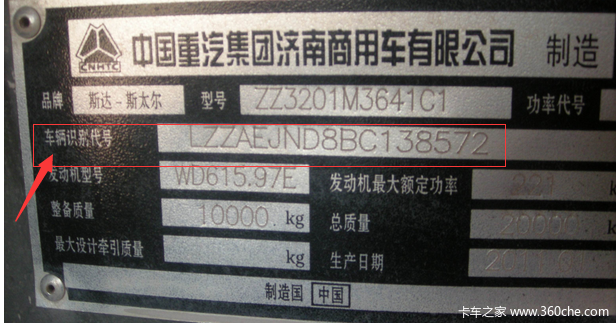 CNHTC 中国重汽集团济南商用车有限公司 制造
品牌 斯达-斯太尔 型号 ZZ3201M3641C1 功率代号
车辆识别代号 LZZAEJND8BC138572
发动机型号 WD615.97E 发动机最大额定功率
整备质量 10000. kg 总质量 kg
最大设计牵引质量 kg 生产日期
制造国 中国
卡车之家 www.360che.com